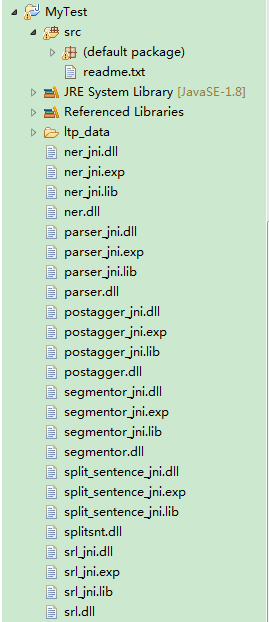 MyTest
src
(default package)
readme.txt
JRE System Library [JavaSE-1.8]
Referenced Libraries
ltp_data
ner_jni.dll
ner_jni.exp
ner_jni.lib
ner.dll
parser_jni.dll
parser_jni.exp
parser_jni.lib
parser.dll
postagger_jni.dll
postagger_jni.exp
postagger_jni.lib
postagger.dll
segmentor_jni.dll
segmentor_jni.exp
segmentor_jni.lib
segmentor.dll
split_sentence_jni.dll
split_sentence_jni.exp
split_sentence_jni.lib
splitsnt.dll
srl_jni.dll
srl_jni.exp
srl_jni.lib
srl.dll